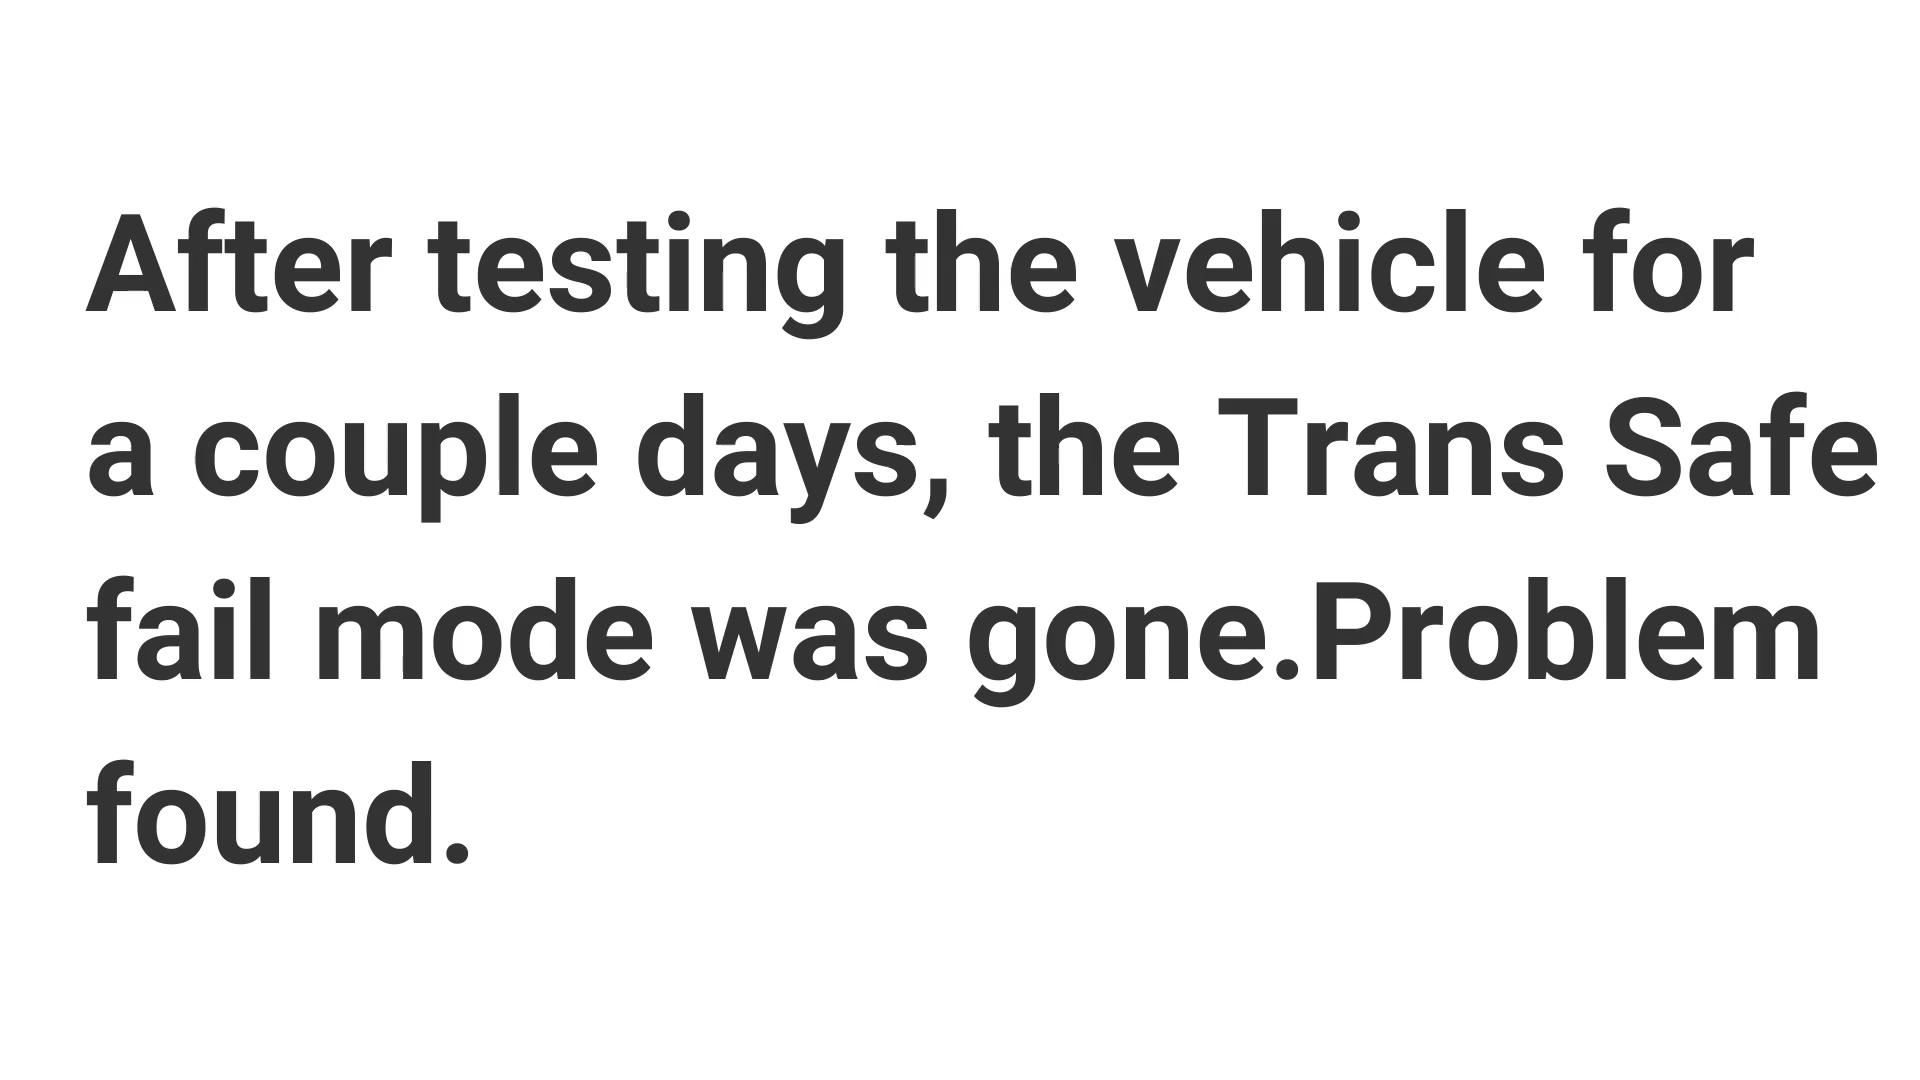 After testing the vehicle for
a couple days, the Trans Safe
fail mode was gone.Problem
found.